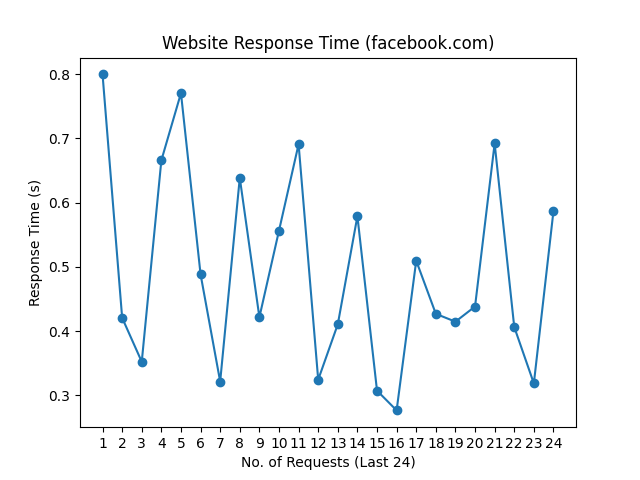 Website Response Time (facebook.com)
Response Time (s)
0.8
0.7
0.6
0.5
0.4
0.3
1 2 3 4 5 6 7 8 9 10 11 12 13 14 15 16 17 18 19 20 21 22 23 24
No. of Requests (Last 24)